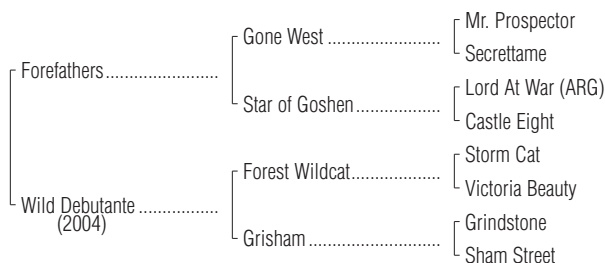 Mr. Prospector
Gone West
Secrettame
Forefathers
Lord At War (ARG)
Star of Goshen
Castle Eight
Storm Cat
Forest Wildcat
Victoria Beauty
Wild Debutante
(2004)
Grindstone
Grisham
Sham Street